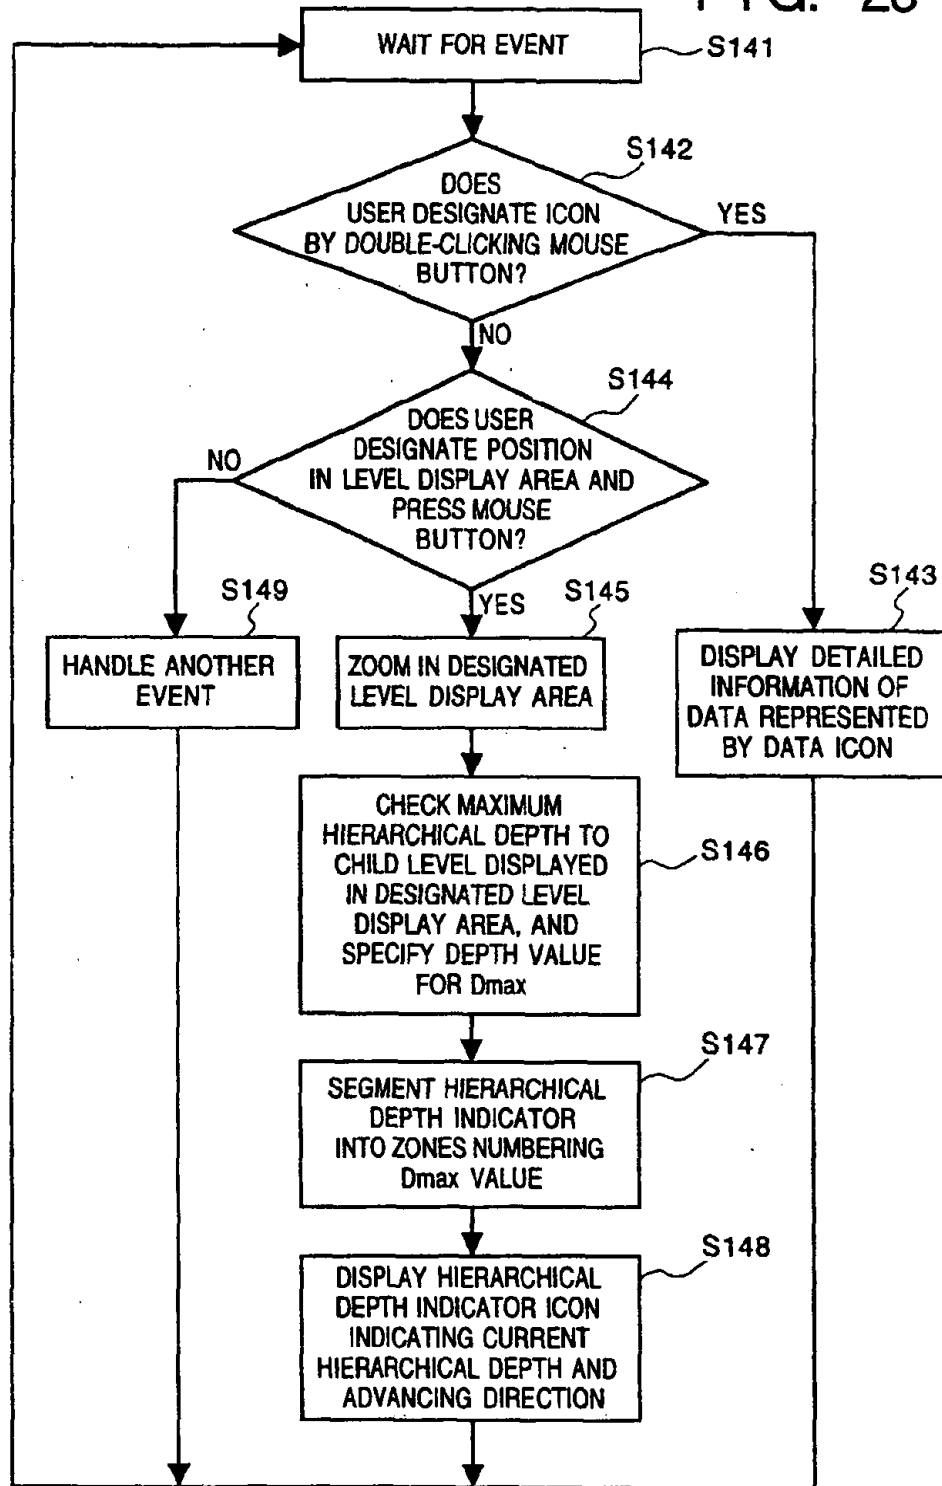 FIG. 28
WAIT FOR EVENT
S141
S142
DOES
USER DESIGNATE ICON
BY DOUBLE-CLICKING MOUSE
BUTTON?
YES
NO
S144
DOES USER
DESIGNATE POSITION
IN LEVEL DISPLAY AREA AND
PRESS MOUSE
BUTTON?
NO
YES
S149
HANDLE ANOTHER
EVENT
S145
ZOOM IN DESIGNATED
LEVEL DISPLAY AREA
S143
DISPLAY DETAILED
INFORMATION OF
DATA REPRESENTED
BY DATA ICON
CHECK MAXIMUM
HIERARCHICAL DEPTH TO
CHILD LEVEL DISPLAYED
IN DESIGNATED LEVEL
DISPLAY AREA, AND
SPECIFY DEPTH VALUE
FOR Dmax
S146
S147
SEGMENT HIERARCHICAL
DEPTH INDICATOR
INTO ZONES NUMBERING
Dmax VALUE
S148
DISPLAY HIERARCHICAL
DEPTH INDICATOR ICON
INDICATING CURRENT
HIERARCHICAL DEPTH AND
ADVANCING DIRECTION